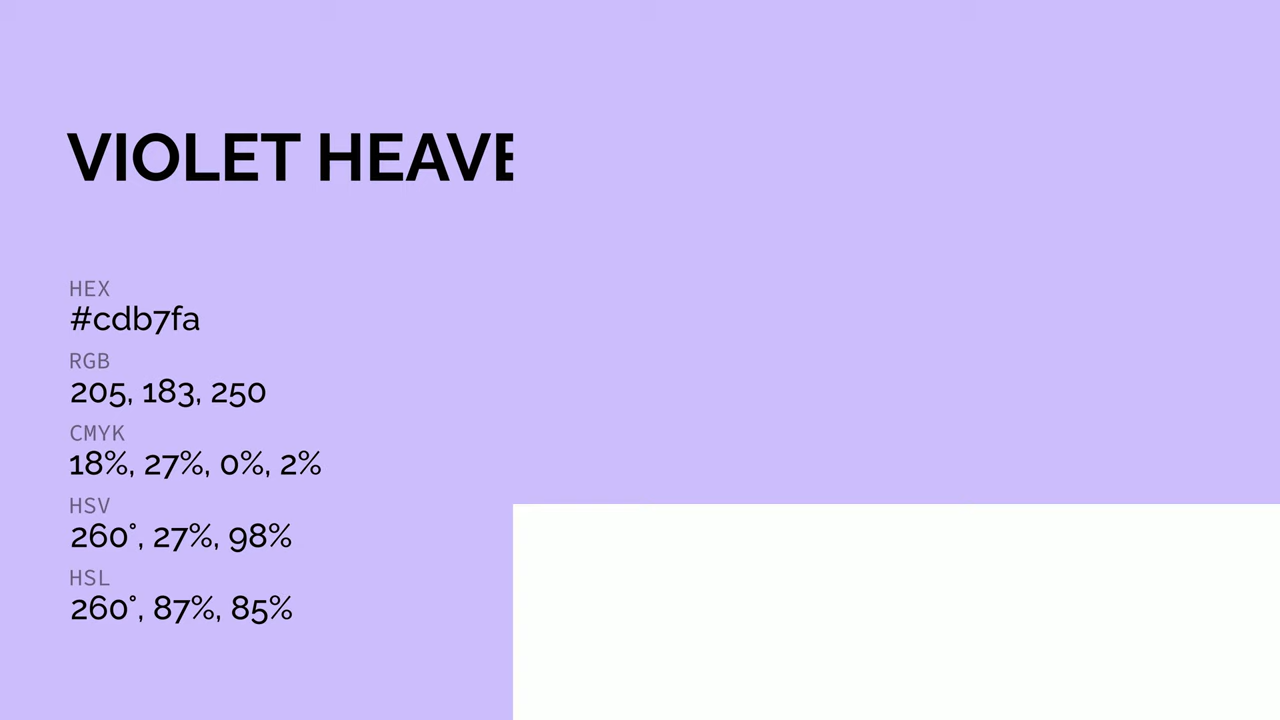 VIOLET HEAVE
HEX
#cdb7fa
RGB
205, 183, 250
CMYK
18%, 27%, 0%, 2%
HSV
260°, 27%, 98%
HSL
260°, 87%, 85%